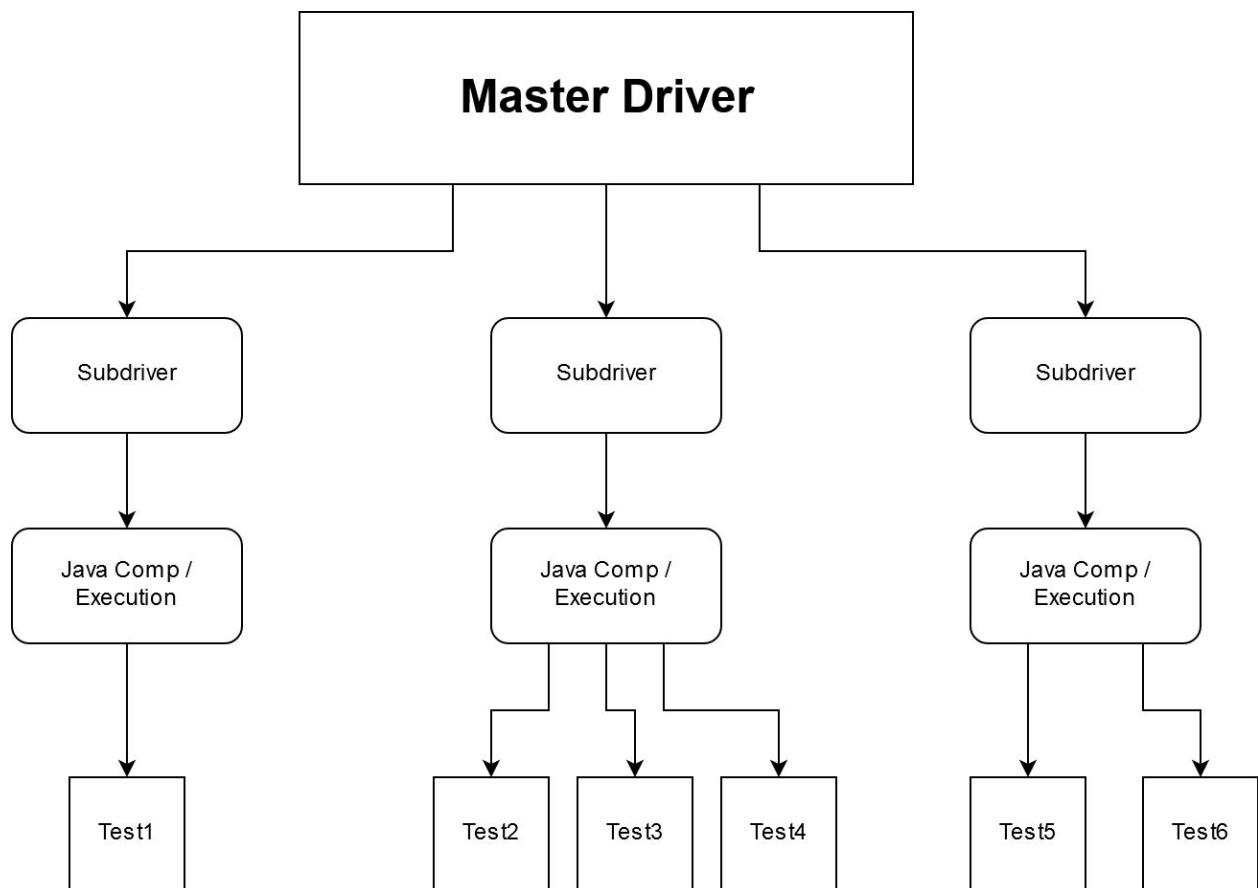 Master Driver
Subdriver
Subdriver
Subdriver
Java Comp /
Execution
Java Comp /
Execution
Java Comp /
Execution
Test1
Test2
Test3
Test4
Test5
Test6